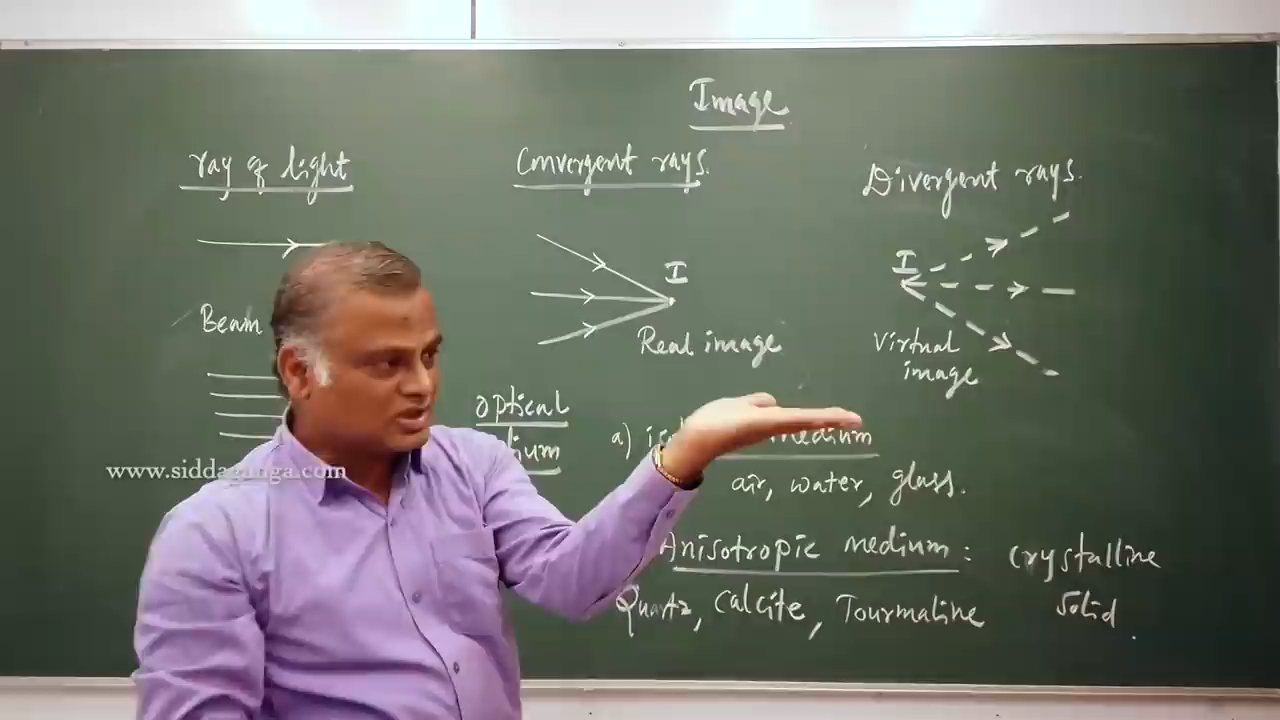 Image
ray of light
Convergent rays.
Divergent rays.
I
I
Beam
Real image
Virtual
image
optical
a) medium
www.siddaganga.com
air, water, glass.
Anisotropic medium: crystalline
solid.
Quartz, Calcite, Tourmaline